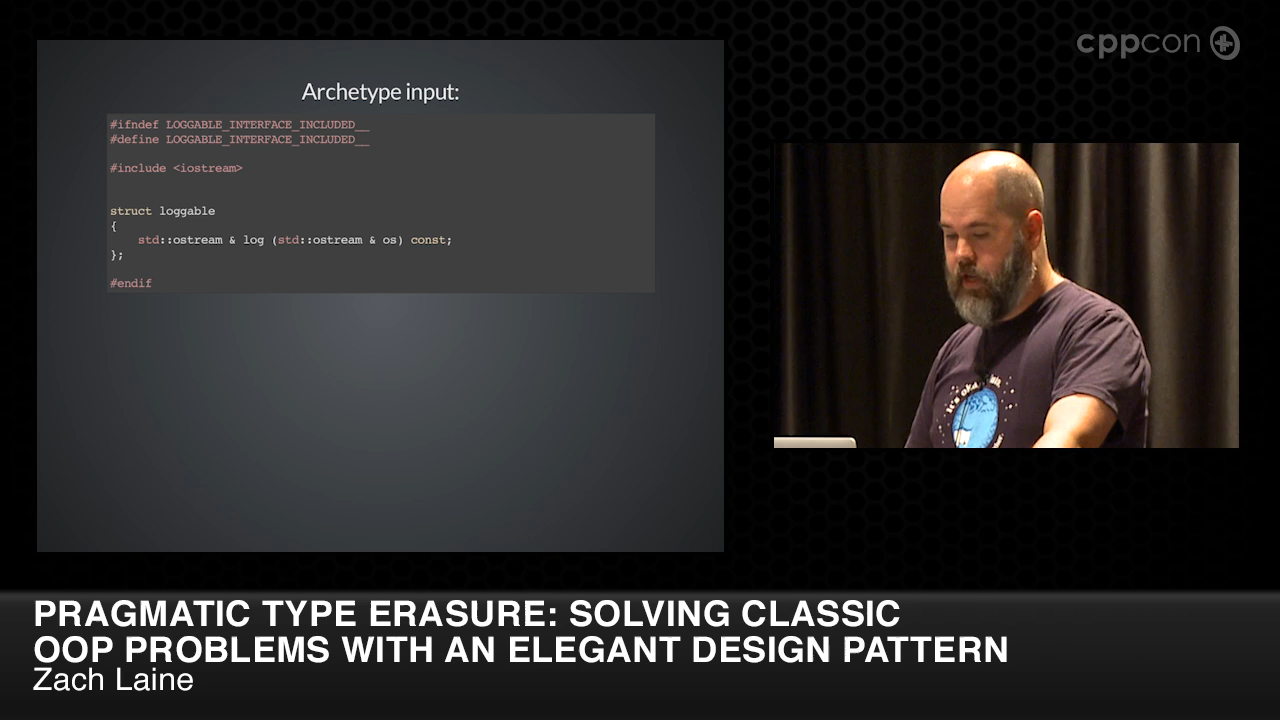 cppcon
Archetype input:
#ifndef LOGGABLE_INTERFACE_INCLUDED__
#define LOGGABLE_INTERFACE_INCLUDED__
#include <iostream>
struct loggable
{
    std::ostream & log (std::ostream & os) const;
};
#endif
PRAGMATIC TYPE ERASURE: SOLVING CLASSIC
OOP PROBLEMS WITH AN ELEGANT DESIGN PATTERN
Zach Laine